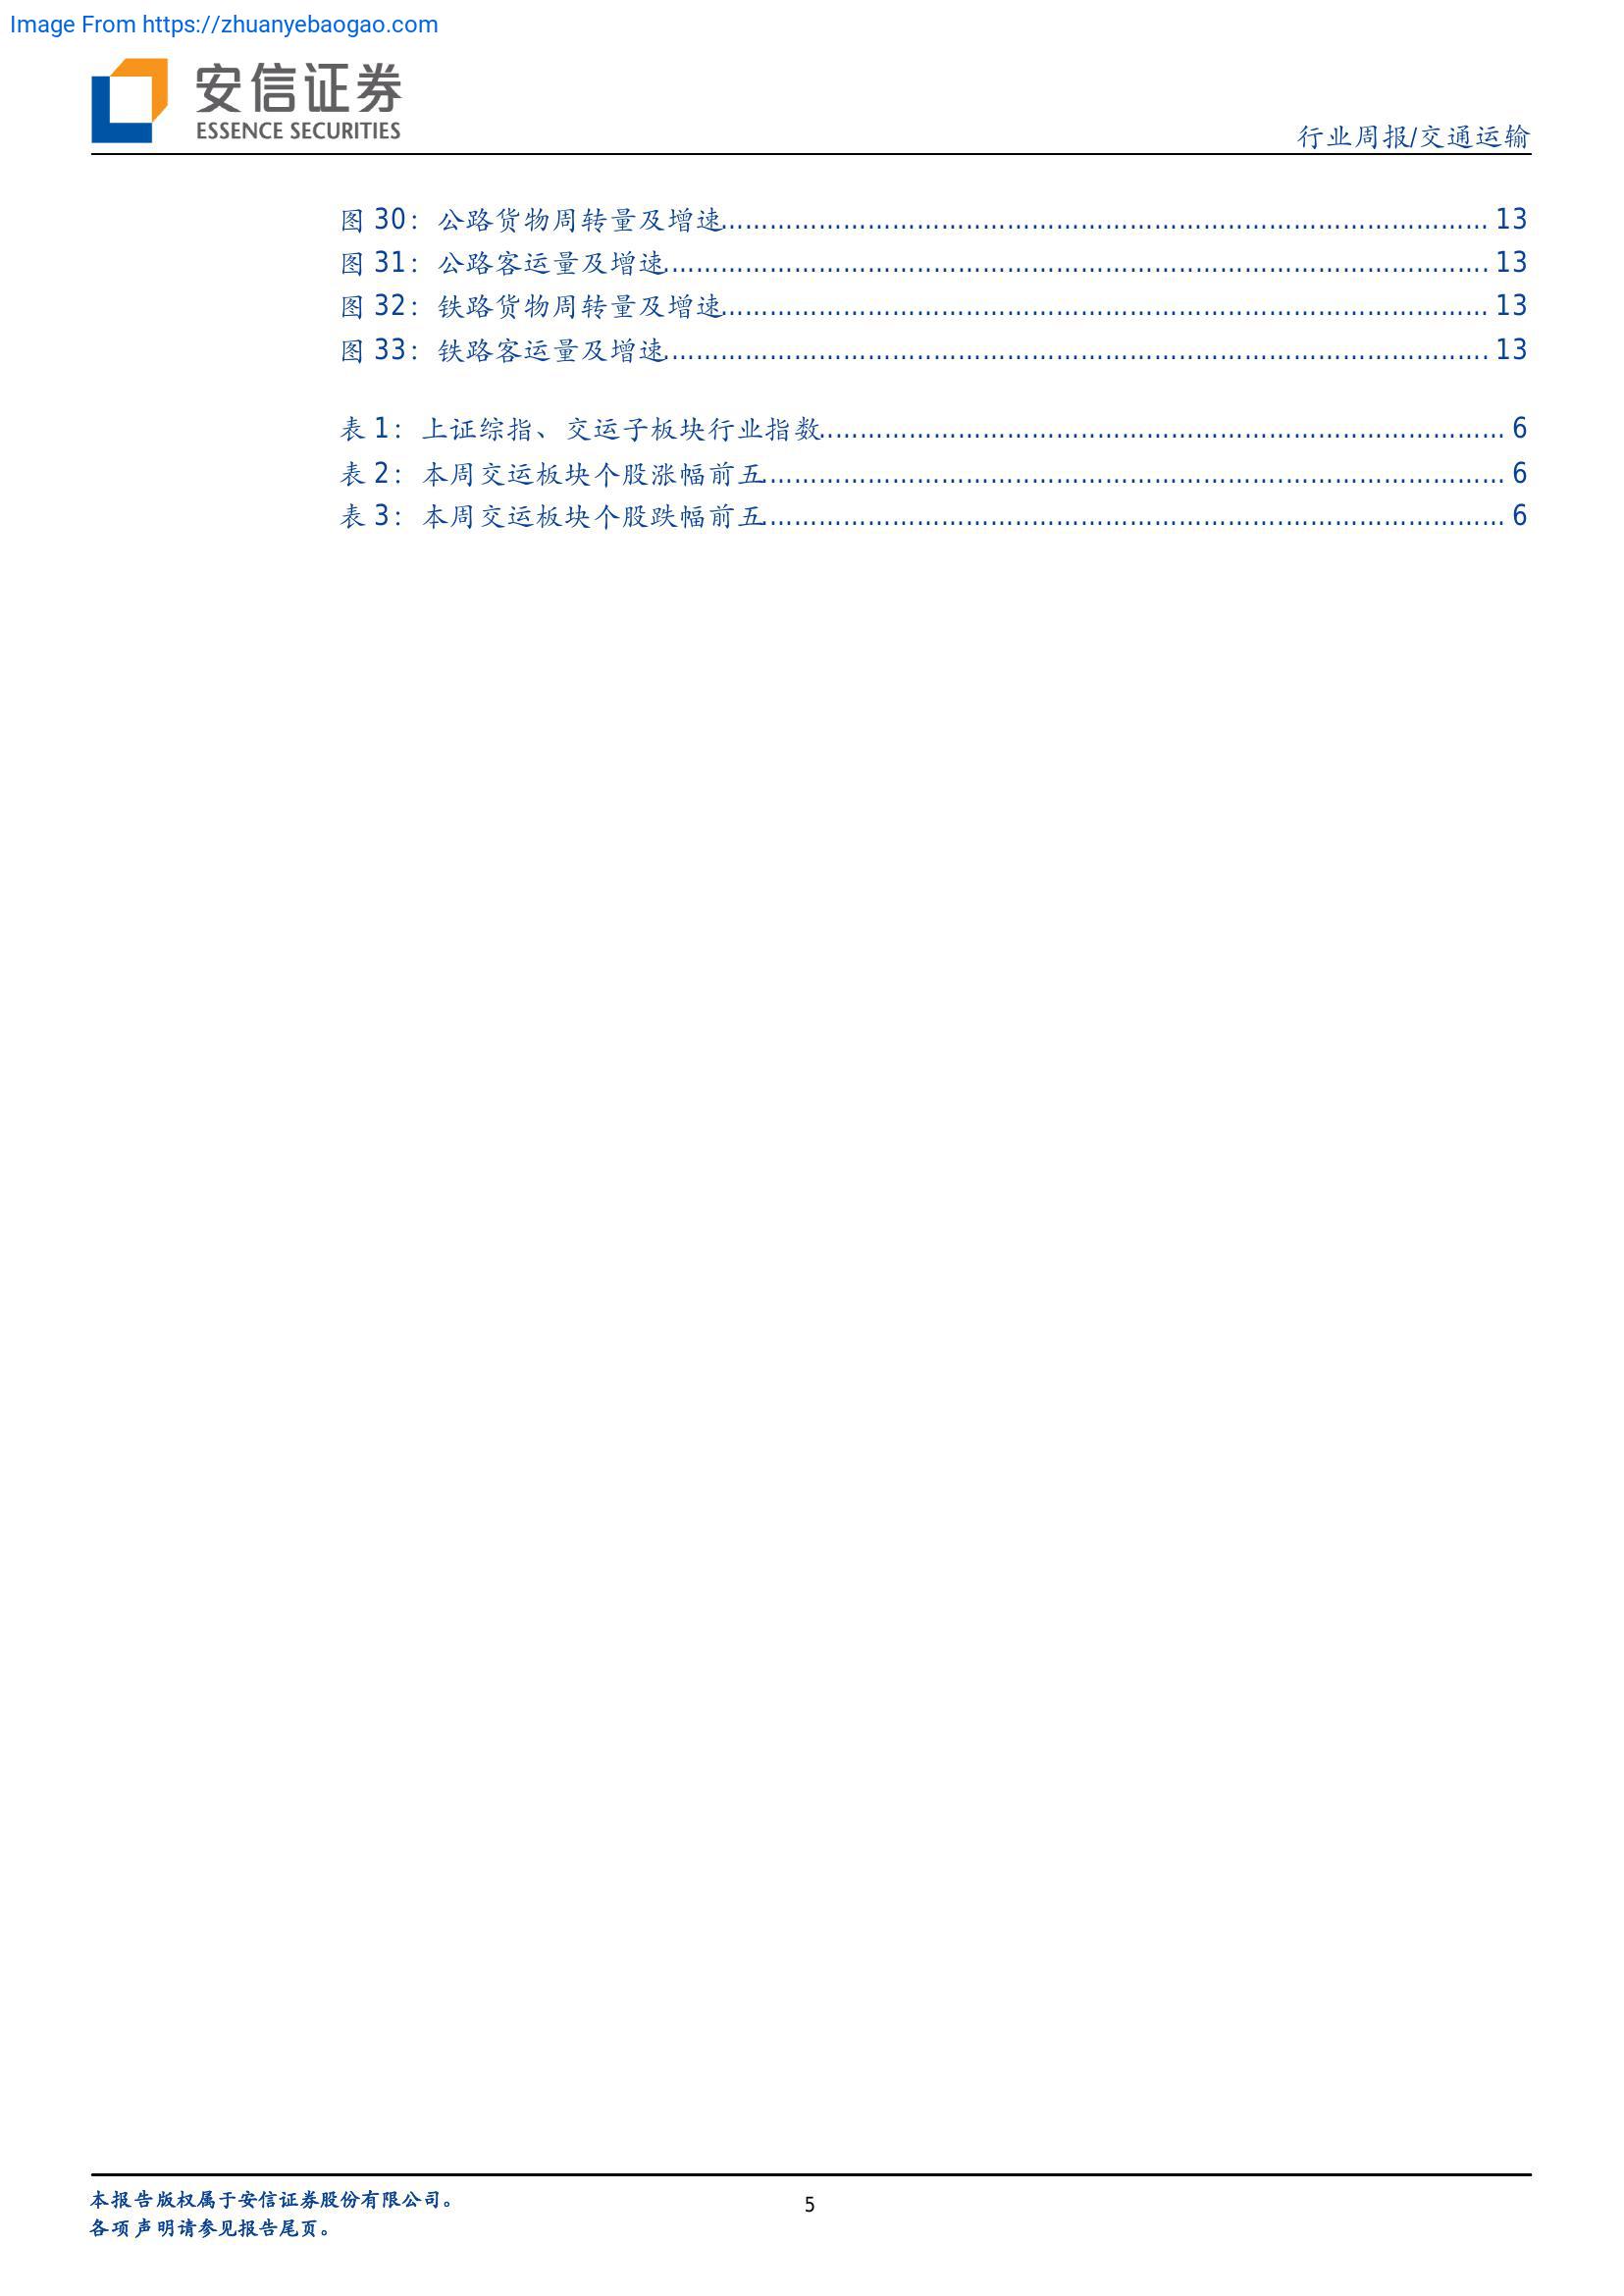 Image From https://zhuanyebaogao.com
安信证券
ESSENCE SECURITIES
行业周报/交通运输
图 30：公路货物周转量及增速 13
图 31：公路客运量及增速 13
图 32：铁路货物周转量及增速 13
图 33：铁路客运量及增速 13
表 1：上证综指、交运子板块行业指数 6
表 2：本周交运板块个股涨幅前五 6
表 3：本周交运板块个股跌幅前五 6
本报告版权属于安信证券股份有限公司。
5
各项声明请参见报告尾页。